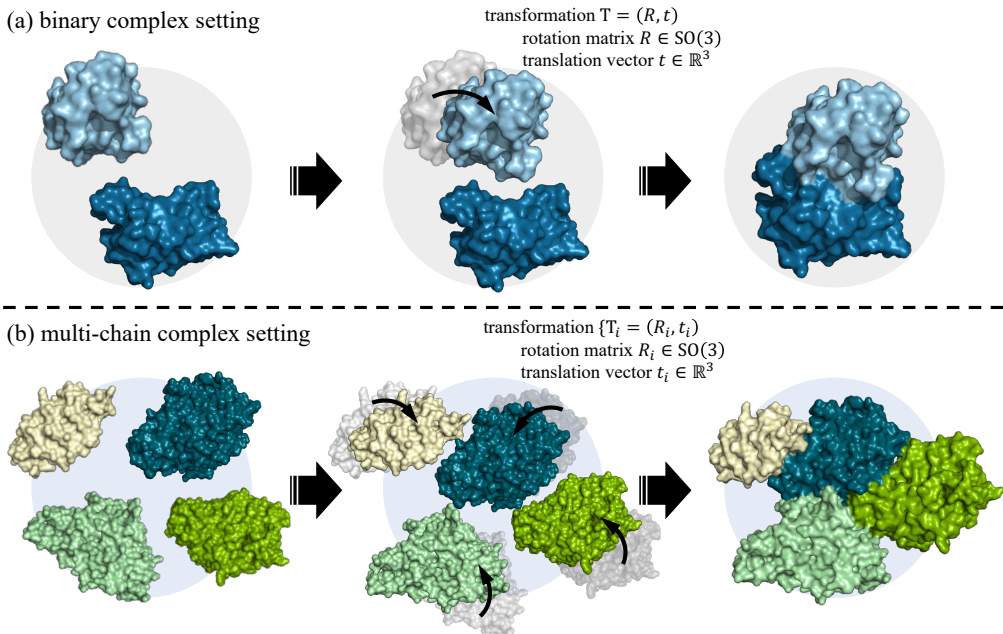 (a) binary complex setting
transformation T = (R, t)
rotation matrix R ∈ SO(3)
translation vector t ∈ ℝ³
(b) multi-chain complex setting
transformation {Tᵢ = (Rᵢ, tᵢ)
rotation matrix Rᵢ ∈ SO(3)
translation vector tᵢ ∈ ℝ³